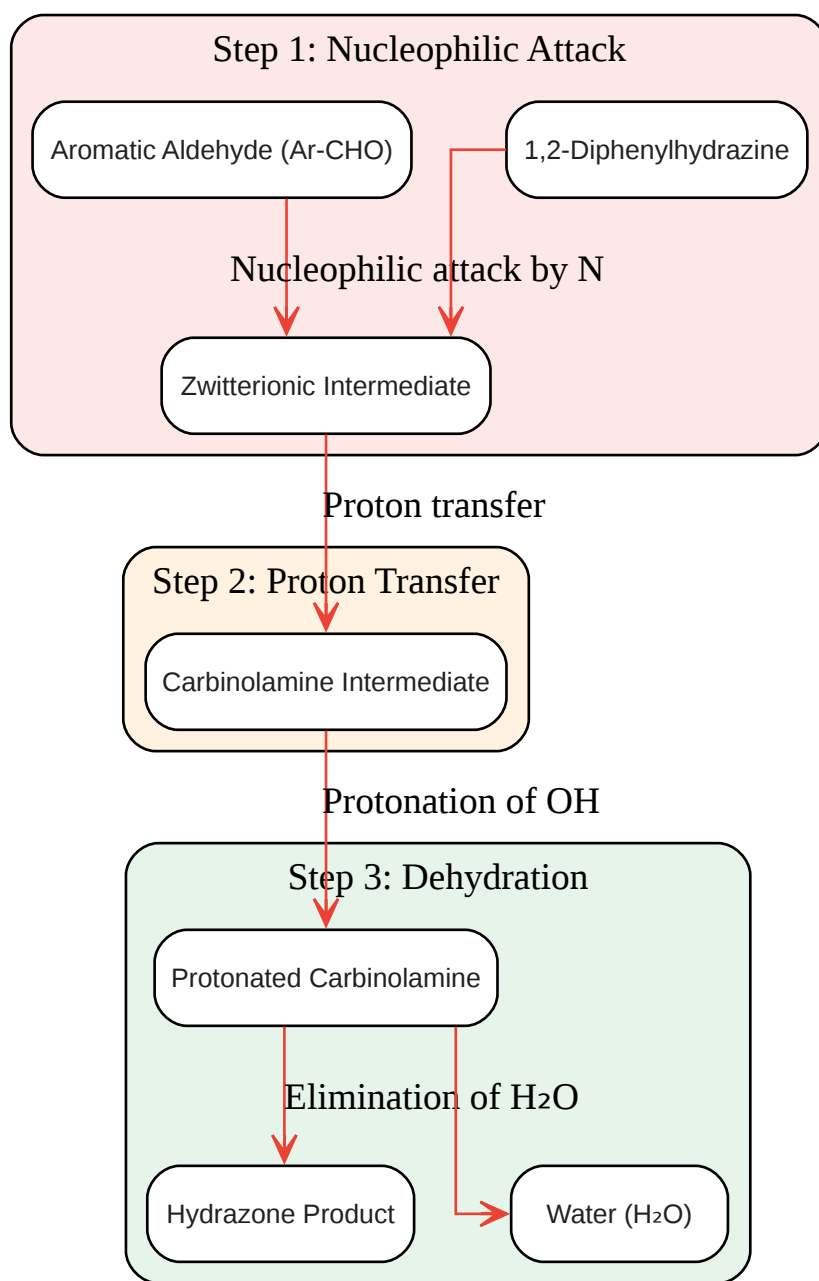 Step 1: Nucleophilic Attack
Aromatic Aldehyde (Ar-CHO)
1,2-Diphenylhydrazine
Nucleophilic attack by N
Zwitterionic Intermediate
Proton transfer
Step 2: Proton Transfer
Carbinolamine Intermediate
Protonation of OH
Step 3: Dehydration
Protonated Carbinolamine
Elimination of H₂O
Hydrazone Product
Water (H₂O)